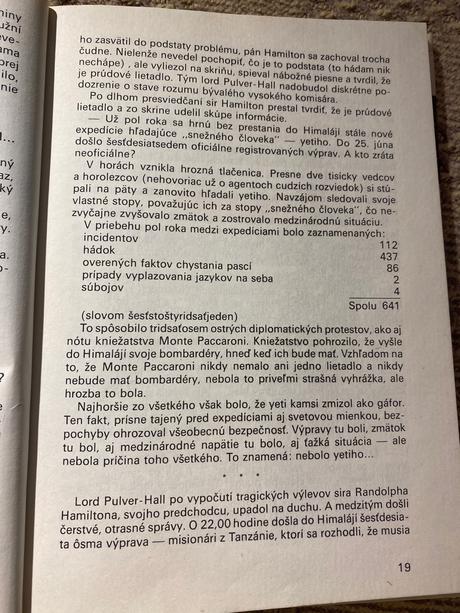 ho zasvätil do podstaty problému, pán Hamilton sa zachoval trocha
čudne. Nielenže nevedel pochopiť, čo je to podstata (to hádam nik
nechápe) , ale vyliezol na skriňu, spieval nábožné piesne a tvrdil, že
je prúdové lietadlo. Tým lord Pulver-Hall nadobudol diskrétne po-
dozrenie o stave rozumu bývalého vysokého komisára.
Po dlhom presviedčaní sir Hamilton prestal tvrdiť, že je prúdové
lietadlo a zo skrine udelil skúpe informácie.
— Už pol roka sa hrnú bez prestania do Himaláji stále nové
expedície hľadajúce „snežného človeka" — yetiho. Do 25. júna
došlo šesťdesiatsedem oficiálne registrovaných výprav. A kto zráta
neoficiálne?
V horách vznikla hrozná tlačenica. Presne dve tisícky vedcov
a horolezcov (nehovoriac už o agentoch cudzích rozviedok) si stú-
pali na päty a zanovito hľadali yetiho. Navzájom sledovali svoje
vlastné stopy, považujúc ich za stopy „snežného človeka", čo ne-
zvyčajne zvyšovalo zmätok a zostrovalo medzinárodnú situáciu.
V priebehu pol roka medzi expedíciami bolo zaznamenaných:
incidentov 112
hádok 437
overených faktov chystania pascí 86
prípady vyplazovania jazykov na seba 2
súbojov 4
Spolu 641
(slovom šesťstoštyridsaťjeden)
To spôsobilo tridsaťosem ostrých diplomatických protestov, ako aj
nótu kniežatstva Monte Paccaroni. Kniežatstvo pohrozilo, že vyšle
do Himalájí svoje bombardéry, hneď keď ich bude mať. Vzhľadom na
to, že Monte Paccaroni nikdy nemalo ani jedno lietadlo a nikdy
nebude mať bombardéry, nebola to priveľmi strašná vyhrážka, ale
hrozba to bola.
Najhoršie zo všetkého však bolo, že yeti kamsi zmizol ako gáfor.
Ten fakt, prísne tajený pred expedíciami aj svetovou mienkou, bez-
pochyby ohrozoval všeobecnú bezpečnosť. Výpravy tu boli, zmätok
tu bol, aj medzinárodné napätie tu bolo, aj ťažká situácia — ale
nebola príčina toho všetkého. To znamená: nebolo yetiho...
* * *
Lord Pulver-Hall po vypočutí tragických výlevov sira Randolpha
Hamiltona, svojho predchodcu, upadol na duchu. A medzitým došli
čerstvé, otrasné správy. O 22,00 hodine došla do Himalájí šesťdesia-
ta ôsma výprava — misionári z Tanzánie, ktorí sa rozhodli, že musia
19